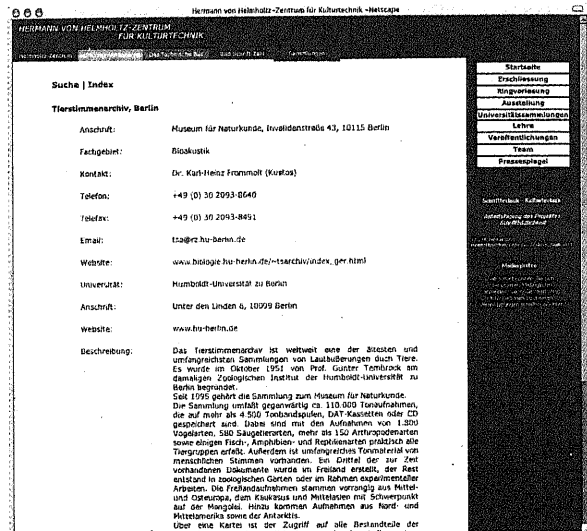 Hermann von Helmholtz-Zentrum für Kulturtechnik -Netscape
HERMANN VON HELMHOLTZ-ZENTRUM
FÜR KULTURTECHNIK
Helmholtz-Zentrum
Das Technische Bild
Bild Schrift Zahl
Sammlungen
Suche | Index
Tierstimmenarchiv, Berlin
Anschrift: Museum für Naturkunde, Invalidenstraße 43, 10115 Berlin
Fachgebiet: Bioakustik
Kontakt: Dr. Karl-Heinz Frommolt (Kustos)
Telefon: +49 (0) 30 2093-8640
Telefax: +49 (0) 30 2093-8491
Email: tsa@rz.hu-berlin.de
Website: www.biologie.hu-berlin.de/~tsarchiv/index_ger.html
Universität: Humboldt-Universität zu Berlin
Anschrift: Unter den Linden 6, 10099 Berlin
Website: www.hu-berlin.de
Beschreibung: Das Tierstimmenarchiv ist weltweit eine der ältesten und
umfangreichsten Sammlungen von Lautäußerungen duch Tiere.
Es wurde im Oktober 1951 von Prof. Günter Tembrock am
damaligen Zoologischen Institut der Humboldt-Universität zu
Berlin begründet.
Seit 1995 gehört die Sammlung zum Museum für Naturkunde.
Die Sammlung umfaßt gegenwärtig ca. 110.000 Tonaufnahmen,
die auf mehr als 4.500 Tonbandspulen, DAT-Kassetten oder CD
gespeichert sind. Dabei sind mit den Aufnahmen von 1.800
Vogelarten, 580 Säugetierarten, mehr als 150 Arthropodenarten
sowie einigen Fisch-, Amphibien- und Reptilienarten praktisch alle
Tiergruppen erfaßt. Außerdem ist umfangreiches Tonmaterial von
menschlichen Stimmen vorhanden. Ein Drittel der zur Zeit
vorhandenen Dokumente wurde im Freiland erstellt, der Rest
entstand in zoologischen Gärten oder im Rahmen experimenteller
Arbeiten. Die Freilandaufnahmen stammen vorrangig aus Mittel-
und Osteuropa, dem Kaukasus und Mittelasien mit Schwerpunkt
auf der Mongolei. Hinzu kommen Aufnahmen aus Nord- und
Mittelamerika sowie der Antarktis.
Über eine Kartei ist der Zugriff auf alle Bestandteile der
Startseite
Erschliessung
Ringvorlesung
Ausstellung
Universitätssammlungen
Lehre
Veröffentlichungen
Team
Pressespiegel